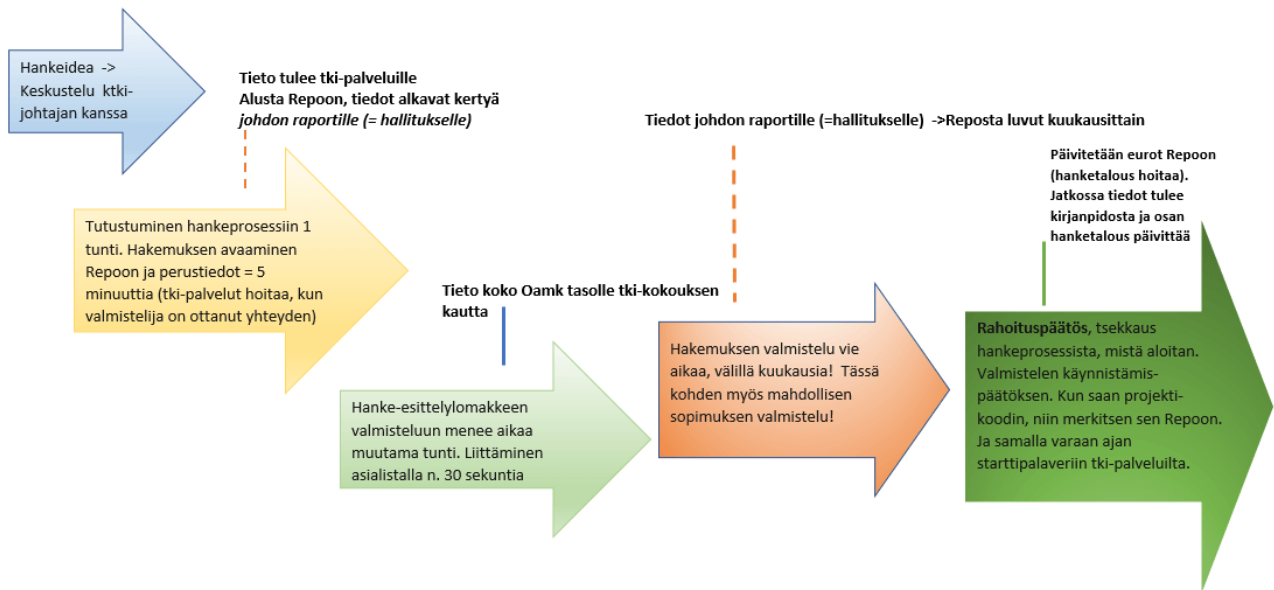 Hankeidea  ->
Keskustelu  ktki-
johtajan kanssa
Tieto tulee tki-palveluille
Alusta Repoon, tiedot alkavat kertyä
johdon raportille (= hallitukselle)
Tutustuminen hankeprosessiin 1
tunti. Hakemuksen avaaminen
Repoon ja perustiedot = 5
minuuttia (tki-palvelut hoitaa, kun
valmistelija on ottanut yhteyden)
Tieto koko Oamk tasolle tki-kokouksen
kautta
Hanke-esittelylomakkeen
valmisteluun menee aikaa
muutama tunti. Liittäminen
asialistalla n. 30 sekuntia
Tiedot johdon raportille (=hallitukselle)  ->Reposta luvut kuukausittain
Hakemuksen valmistelu vie
aikaa, välillä kuukausia!  Tässä
kohden myös mahdollisen
sopimuksen valmistelu!
Päivitetään eurot Repoon
(hanketalous hoitaa).
Jatkossa tiedot tulee
kirjanpidosta ja osan
hanketalous päivittää
Rahoituspäätös, tsekkaus
hankeprosessista, mistä aloitan.
Valmistelen käynnistämis-
päätöksen. Kun saan projekti-
koodin, niin merkitsen sen Repoon.
Ja samalla varaan ajan
starttipalaveriin tki-palveluilta.